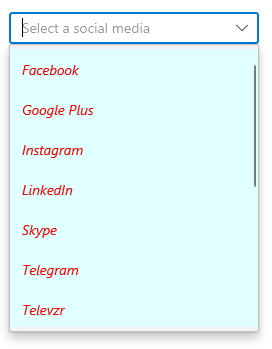 Select a social media
Facebook
Google Plus
Instagram
LinkedIn
Skype
Telegram
Televzr